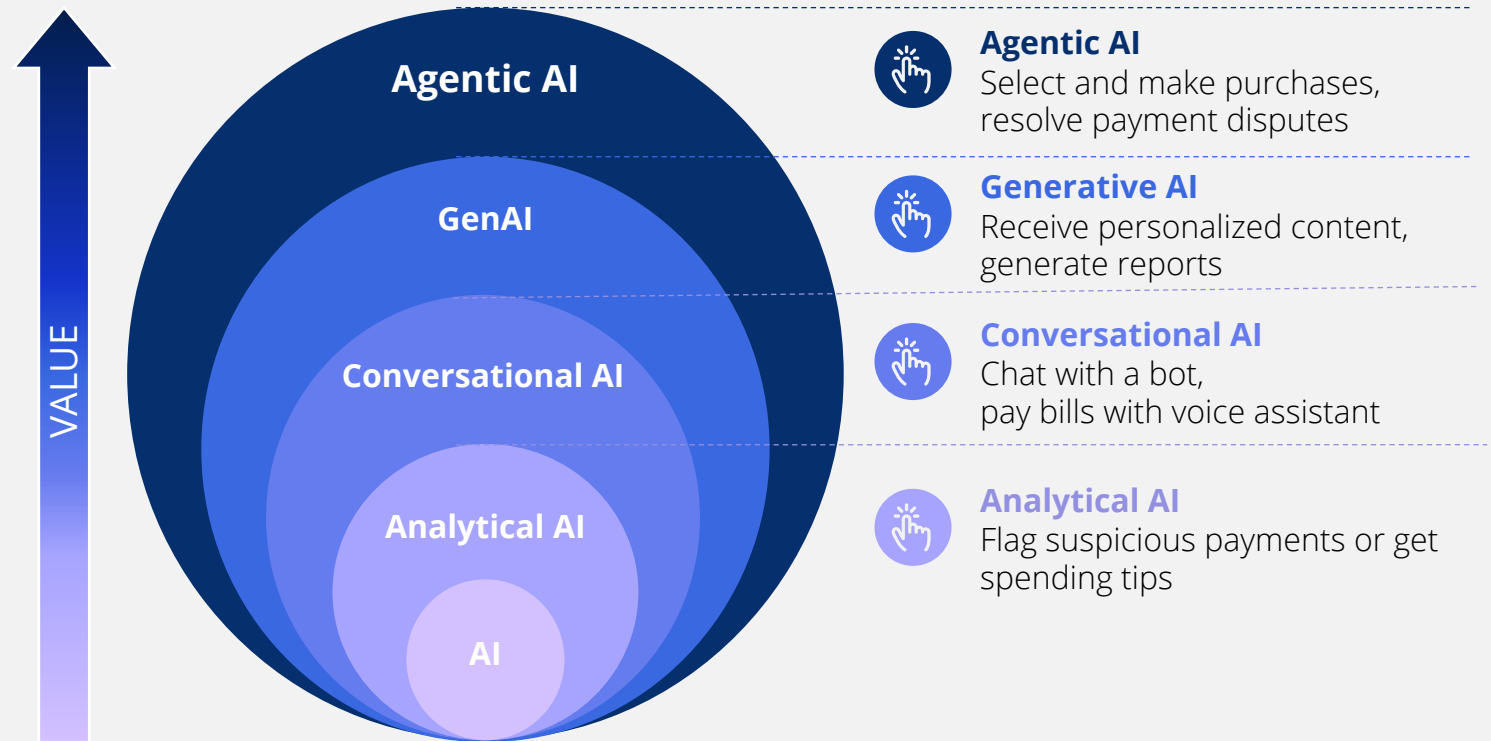 VALUE
Agentic AI
GenAI
Conversational AI
Analytical AI
AI
Agentic AI
Select and make purchases,
resolve payment disputes
Generative AI
Receive personalized content,
generate reports
Conversational AI
Chat with a bot,
pay bills with voice assistant
Analytical AI
Flag suspicious payments or get
spending tips